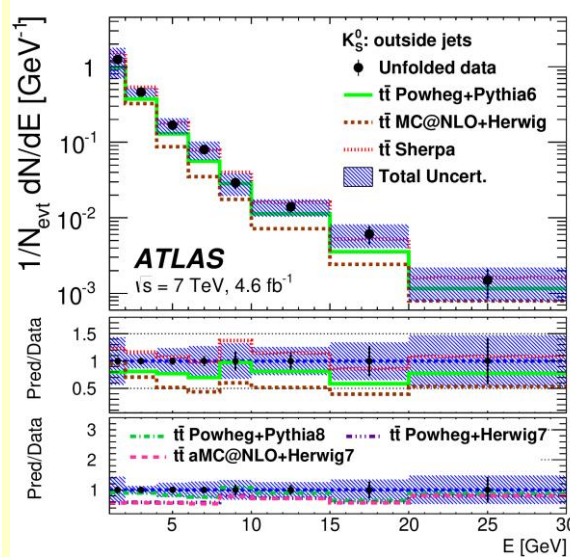 1/N_evt dN/dE [GeV⁻¹]
K⁰_S: outside jets
Unfolded data
tt̄ Powheg+Pythia6
tt̄ MC@NLO+Herwig
tt̄ Sherpa
Total Uncert.
ATLAS
√s = 7 TeV, 4.6 fb⁻¹
1
10⁻¹
10⁻²
10⁻³
Pred/Data
1.5
1
0.5
Pred/Data
tt̄ Powheg+Pythia8
tt̄ Powheg+Herwig7
tt̄ aMC@NLO+Herwig7
3
2
1
5 10 15 20 25 30
E [GeV]